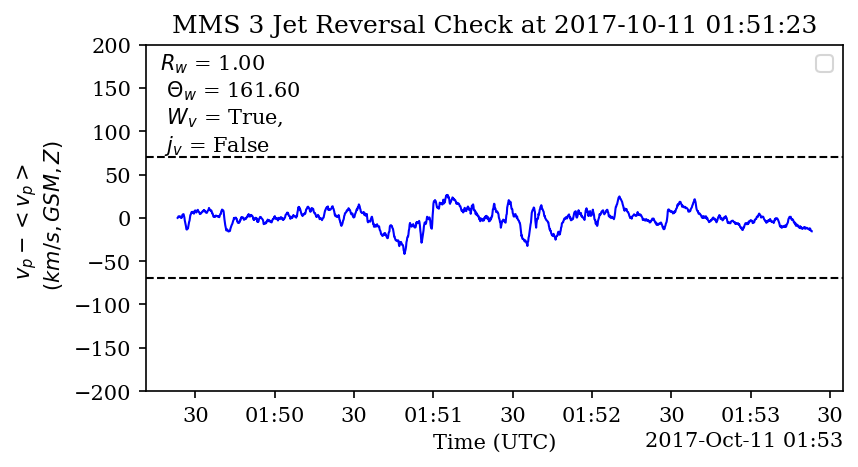 MMS 3 Jet Reversal Check at 2017-10-11 01:51:23
R_w = 1.00
Θ_w = 161.60
W_v = True,
j_v = False
v_p − < v_p >
(km/s, GSM, Z)
200
150
100
50
0
−50
−100
−150
−200
30 01:50 30 01:51 30 01:52 30 01:53 30
Time (UTC)
2017-Oct-11 01:53